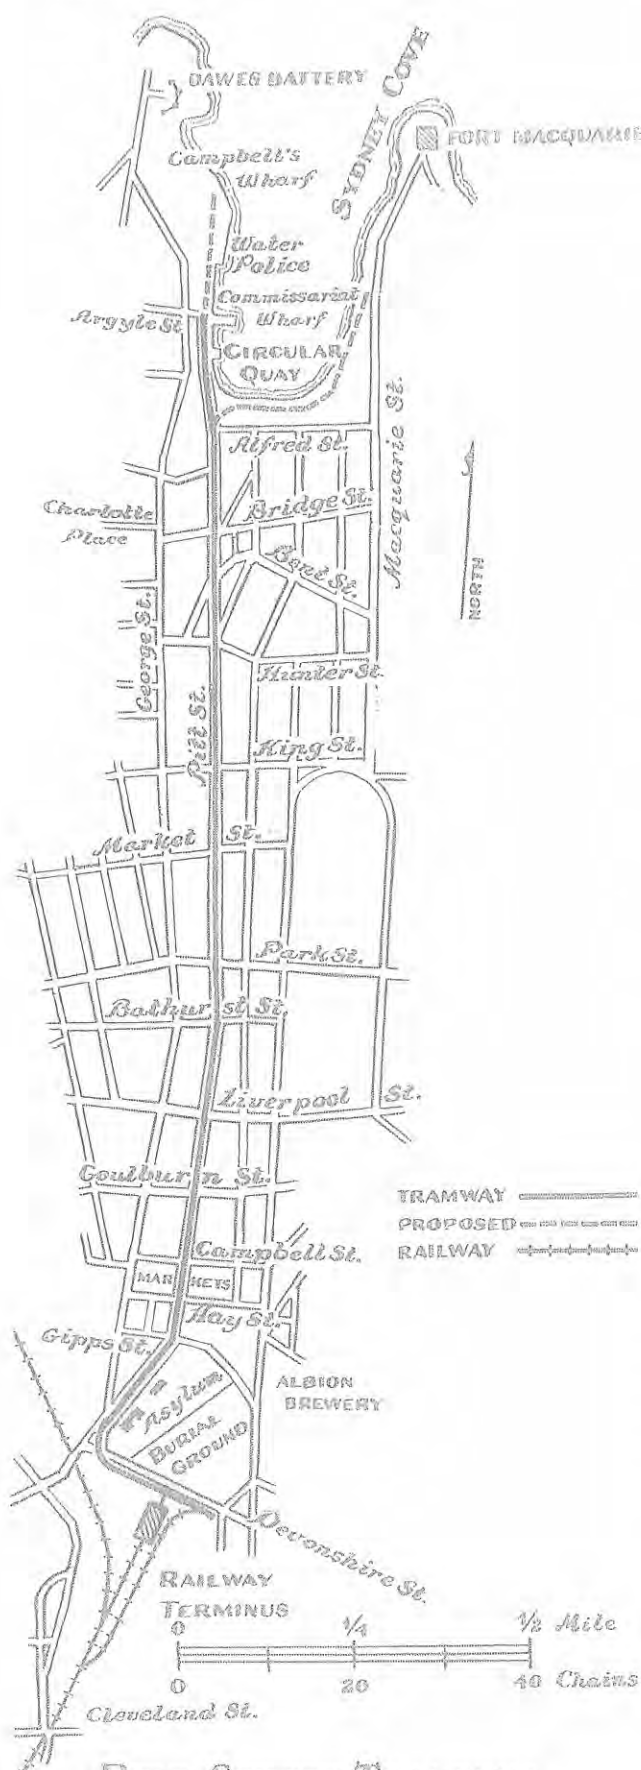 DAWES BATTERY
SYDNEY COVE
FORT MACQUARIE
Campbell's
Wharf
Water
Police
Commissariat
Wharf
Argyle St
CIRCULAR
QUAY
Alfred St.
Macquarie St.
Bridge St.
Charlotte
Place
Bent St.
NORTH
George St.
Hunter St.
Pitt St.
King St.
Market St.
Park St.
Bathurst St.
Liverpool St.
Goulburn St.
TRAMWAY
PROPOSED
RAILWAY
Campbell St.
MARKETS
Hay St.
Gipps St.
ALBION
BREWERY
Asylum
BURIAL
GROUND
Devonshire St.
RAILWAY
TERMINUS
0 1/4 1/2 Mile
0 20 40 Chains
Cleveland St.